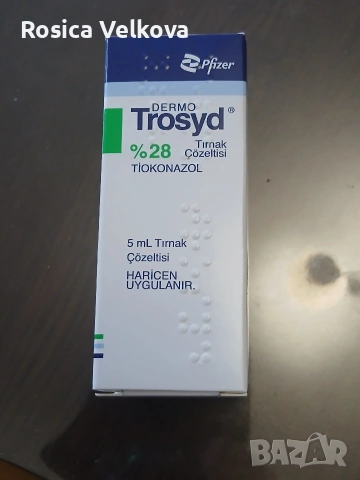 Rosica Velkova
Pfizer
DERMO
Trosyd®
%28 Tırnak
Çözeltisi
TİOKONAZOL
5 mL Tırnak
Çözeltisi
HARİCEN
UYGULANIR.
BAZAR